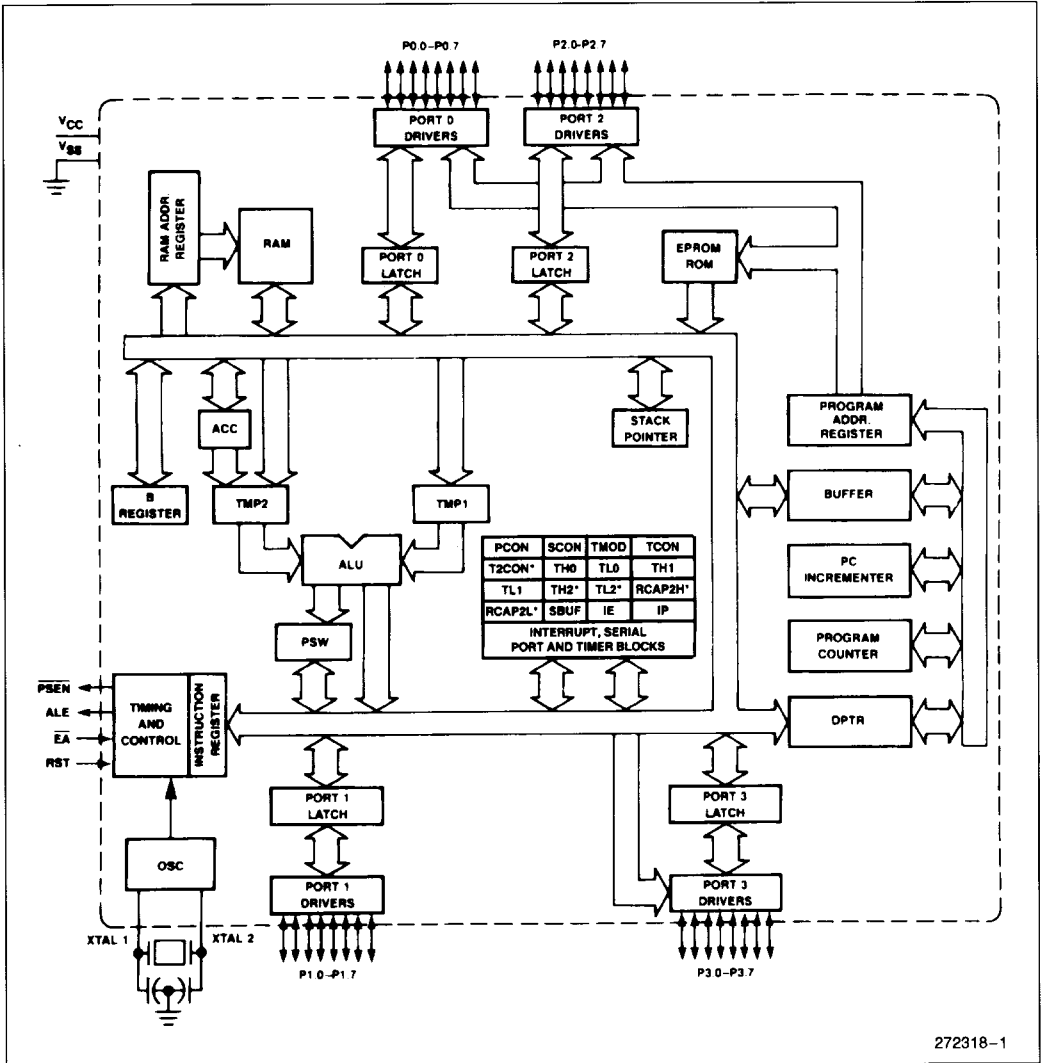 P0.0–P0.7
P2.0–P2.7
VCC
VSS
PORT 0
DRIVERS
PORT 2
DRIVERS
RAM ADDR.
REGISTER
RAM
PORT 0
LATCH
PORT 2
LATCH
EPROM
ROM
ACC
STACK
POINTER
PROGRAM
ADDR.
REGISTER
B
REGISTER
TMP2
TMP1
BUFFER
ALU
PCON SCON TMOD TCON
T2CON* TH0 TL0 TH1
TL1 TH2* TL2* RCAP2H*
RCAP2L* SBUF IE IP
INTERRUPT, SERIAL
PORT AND TIMER BLOCKS
PC
INCREMENTER
PSW
PROGRAM
COUNTER
PSEN
ALE
EA
RST
TIMING
AND
CONTROL
INSTRUCTION
REGISTER
DPTR
PORT 1
LATCH
PORT 3
LATCH
OSC
PORT 1
DRIVERS
PORT 3
DRIVERS
XTAL 1
XTAL 2
P1.0–P1.7
P3.0–P3.7
272318–1